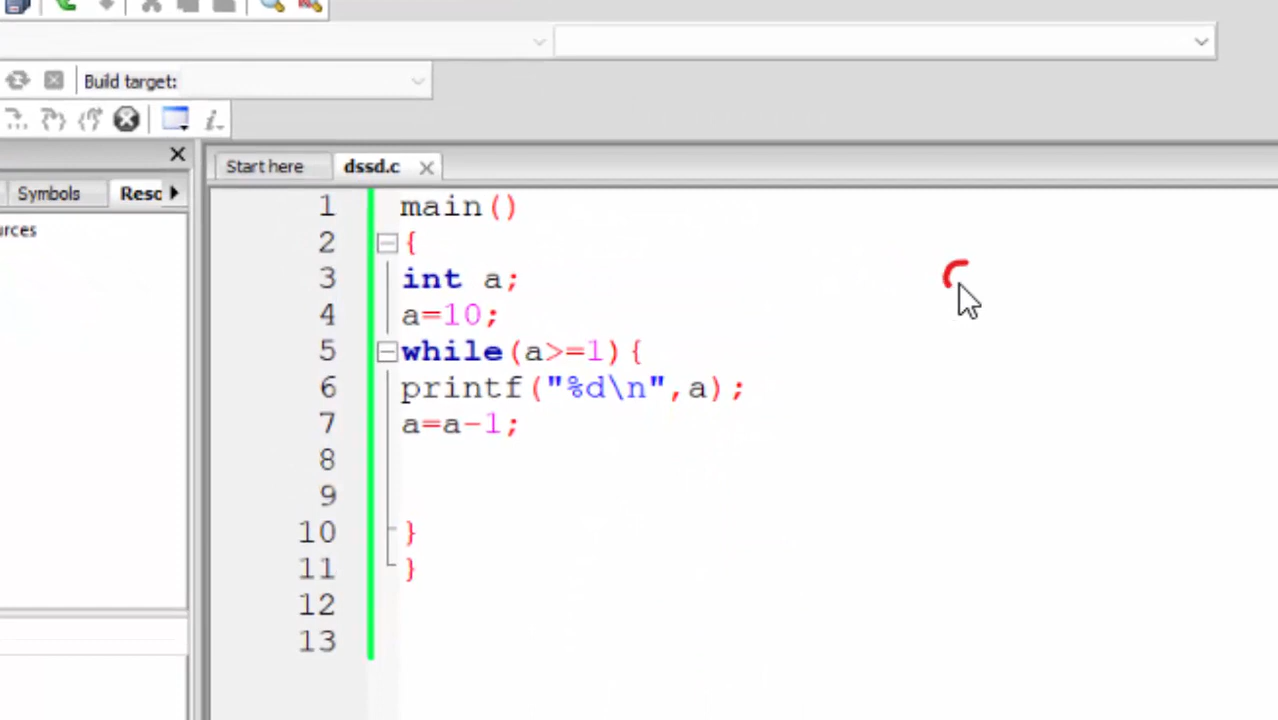 Build target:
Start here dssd.c
Symbols Resc
urces
1 main()
2 {
3 int a;
4 a=10;
5 while(a>=1){
6 printf("%d\n",a);
7 a=a-1;
8
9
10 }
11 }
12
13